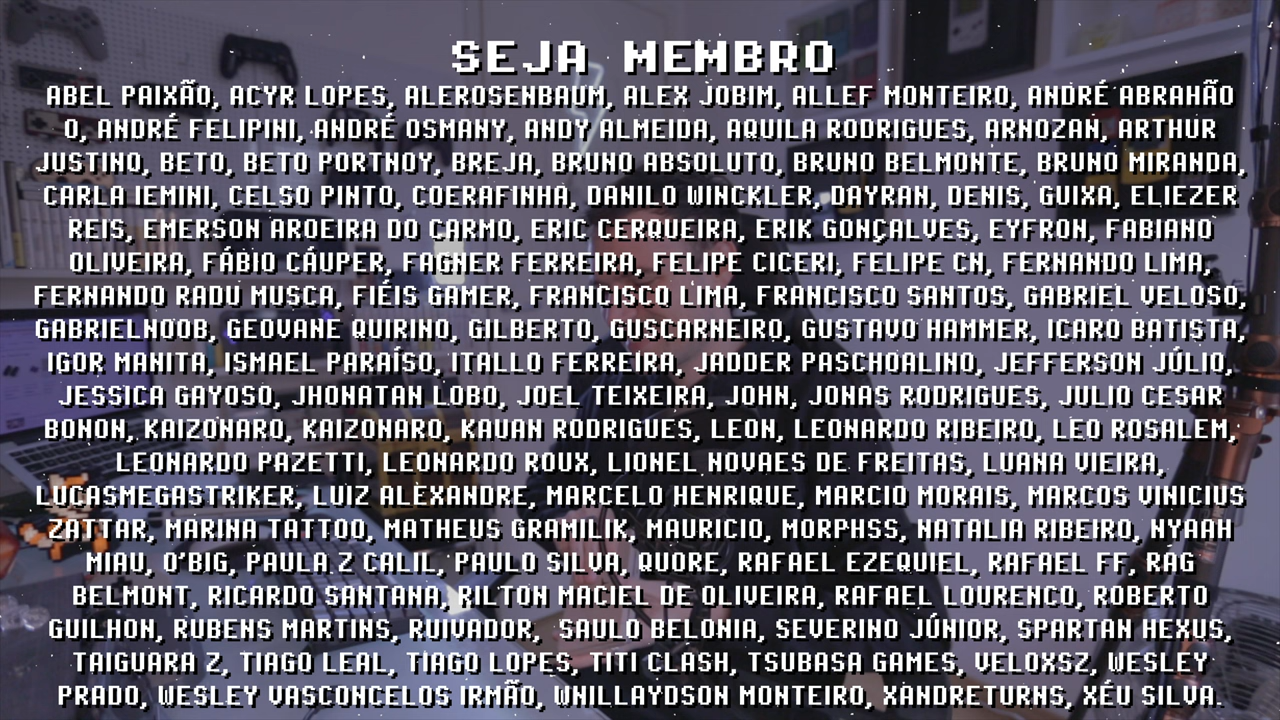 SEJA MEMBRO
ABEL PAIXÃO, ACYR LOPES, ALEROSENBAUM, ALEX JOBIM, ALLEF MONTEIRO, ANDRÉ ABRAHÃO
O, ANDRÉ FELIPINI, ANDRÉ OSMANY, ANDY ALMEIDA, AQUILA RODRIGUES, ARNOZAN, ARTHUR
JUSTINO, BETO, BETO PORTNOY, BREJA, BRUNO ABSOLUTO, BRUNO BELMONTE, BRUNO MIRANDA,
CARLA IEMINI, CELSO PINTO, COERAFINHA, DANILO WINCKLER, DAYRAN, DENIS, GUIXA, ELIEZER
REIS, EMERSON AROEIRA DO CARMO, ERIC CERQUEIRA, ERIK GONÇALVES, EYFRON, FABIANO
OLIVEIRA, FÁBIO CÁUPER, FAGNER FERREIRA, FELIPE CICERI, FELIPE CN, FERNANDO LIMA,
FERNANDO RADU MUSCA, FIÉIS GAMER, FRANCISCO LIMA, FRANCISCO SANTOS, GABRIEL VELOSO,
GABRIELNOOB, GEOVANE QUIRINO, GILBERTO, GUSCARNEIRO, GUSTAVO HAMMER, ICARO BATISTA,
IGOR MANITA, ISMAEL PARAÍSO, ITALLO FERREIRA, JADDER PASCHOALINO, JEFFERSON JÚLIO,
JESSICA GAYOSO, JHONATAN LOBO, JOEL TEIXEIRA, JOHN, JONAS RODRIGUES, JULIO CESAR
BONON, KAIZONARO, KAIZONARO, KAUAN RODRIGUES, LEON, LEONARDO RIBEIRO, LEO ROSALEM,
LEONARDO PAZETTI, LEONARDO ROUX, LIONEL NOVAES DE FREITAS, LUANA VIEIRA,
LUCASMEGASTRIKER, LUIZ ALEXANDRE, MARCELO HENRIQUE, MARCIO MORAIS, MARCOS VINICIUS
ZATTAR, MARINA TATTOO, MATHEUS GRAMILIK, MAURICIO, MORPHSS, NATALIA RIBEIRO, NYAAH
MIAU, O'BIG, PAULA Z CALIL, PAULO SILVA, QUORE, RAFAEL EZEQUIEL, RAFAEL FF, RAG
BELMONT, RICARDO SANTANA, RILTON MACIEL DE OLIVEIRA, RAFAEL LOURENCO, ROBERTO
GUILHON, RUBENS MARTINS, RUIVADOR, SAULO BELONIA, SEVERINO JÚNIOR, SPARTAN HEXUS,
TAIGUARA Z, TIAGO LEAL, TIAGO LOPES, TITI CLASH, TSUBASA GAMES, VELOXSZ, WESLEY
PRADO, WESLEY VASCONCELOS IRMÃO, WNILLAYDSON MONTEIRO, XANDRETURNS, XÉU SILVA.